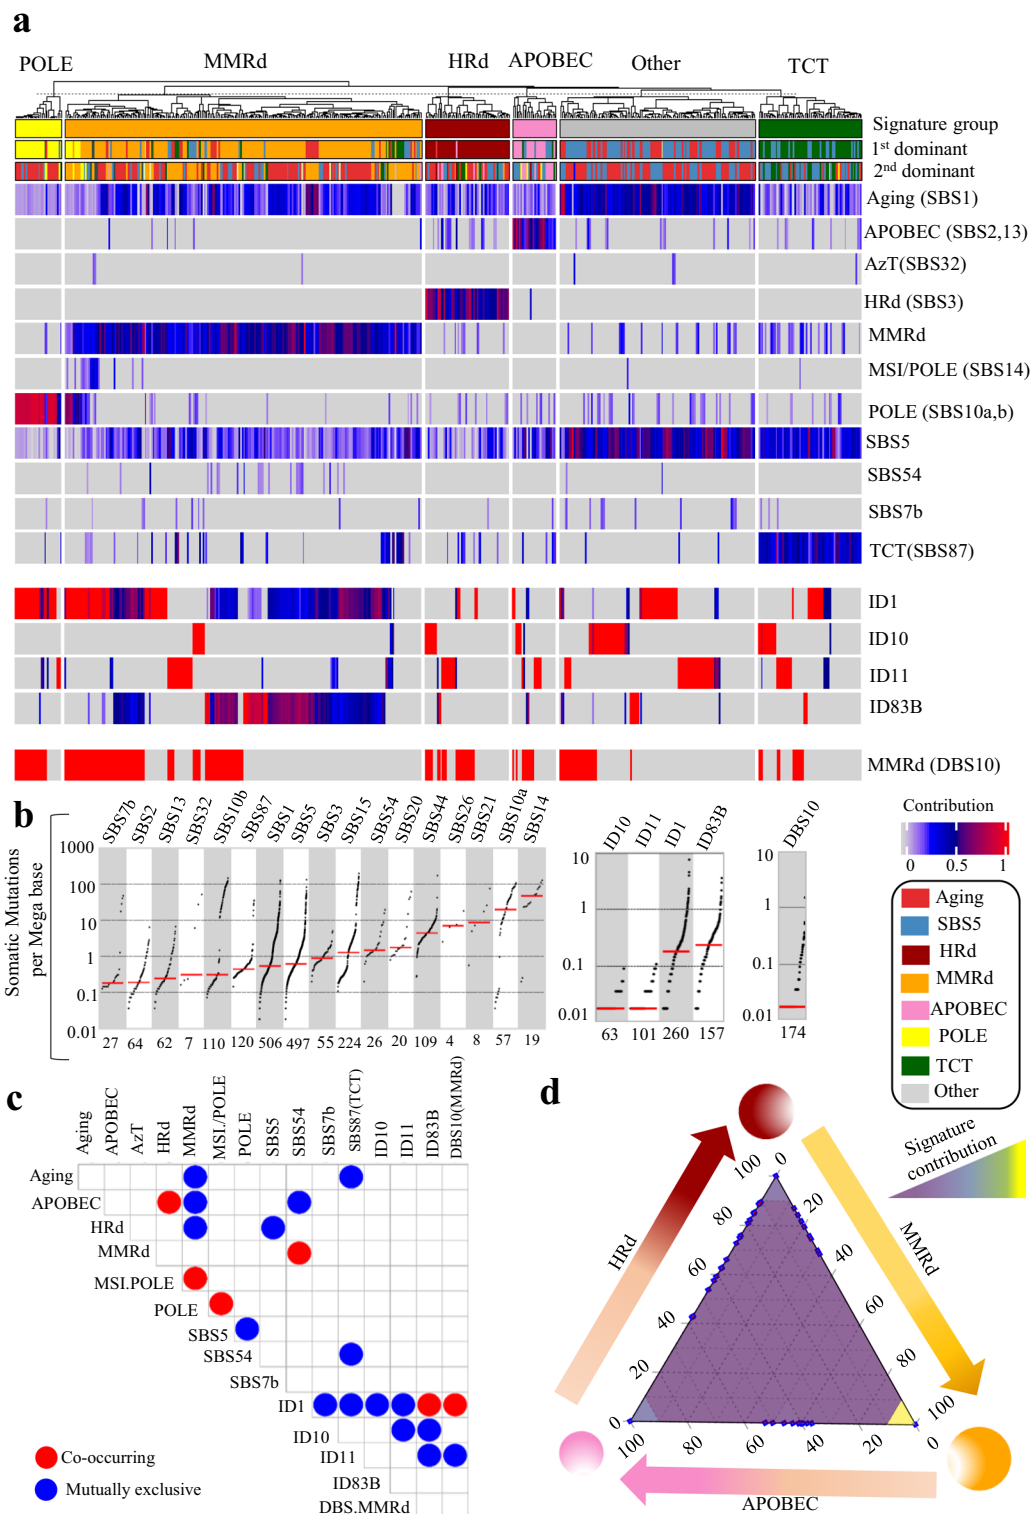 a
POLE MMRd HRd APOBEC Other TCT
Signature group
1st dominant
2nd dominant
Aging (SBS1)
APOBEC (SBS2,13)
AzT(SBS32)
HRd (SBS3)
MMRd
MSI/POLE (SBS14)
POLE (SBS10a,b)
SBS5
SBS54
SBS7b
TCT(SBS87)
ID1
ID10
ID11
ID83B
MMRd (DBS10)
b
SBS7b SBS2 SBS13 SBS32 SBS10b SBS87 SBS1 SBS5 SBS3 SBS15 SBS54 SBS20 SBS44 SBS26 SBS21 SBS10a SBS14
Somatic Mutations
per Mega base
1000
100
10
1
0.1
0.01
27 64 62 7 110 120 506 497 55 224 26 20 109 4 8 57 19
ID10 ID11 ID1 ID83B
10
1
0.1
0.01
63 101 260 157
DBS10
10
1
0.1
0.01
174
Contribution
0 0.5 1
Aging
SBS5
HRd
MMRd
APOBEC
POLE
TCT
Other
c
Aging APOBEC AzT HRd MMRd MSI/POLE POLE SBS5 SBS54 SBS7b SBS87(TCT) ID10 ID11 ID83B DBS10(MMRd)
Aging
APOBEC
HRd
MMRd
MSI.POLE
POLE
SBS5
SBS54
SBS7b
ID1
ID10
ID11
ID83B
DBS.MMRd
Co-occurring
Mutually exclusive
d
Signature
contribution
HRd
MMRd
APOBEC
100 80 60 40 20 0
0 20 40 60 80 100
100 80 60 40 20 0